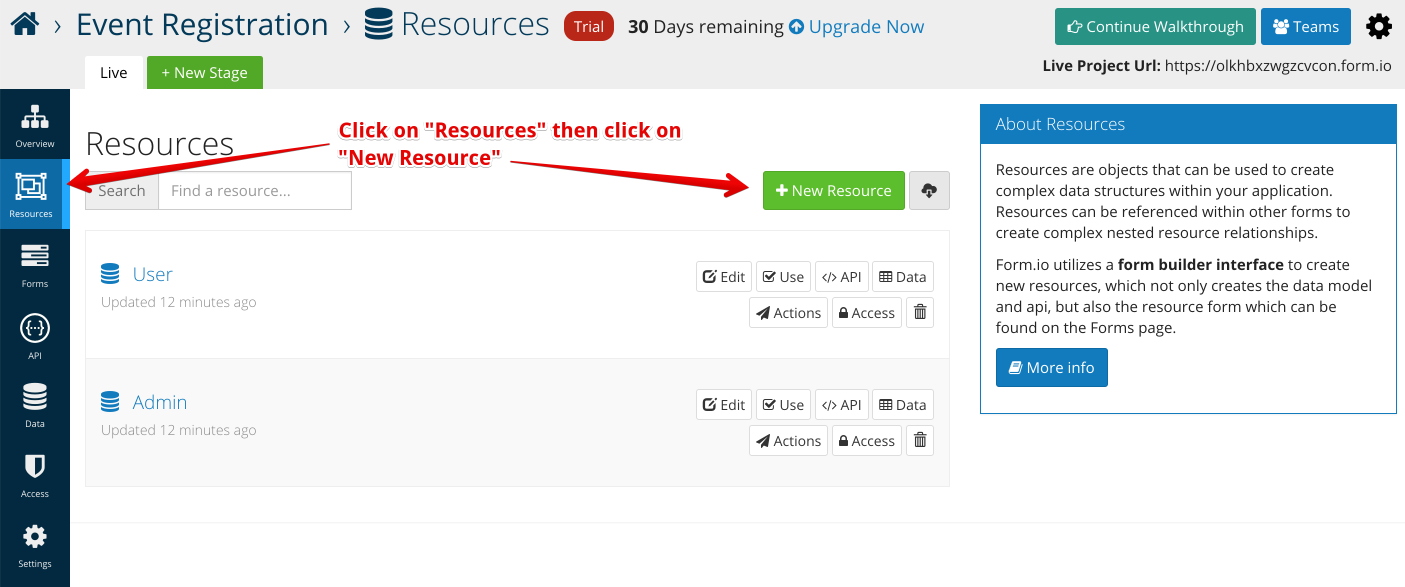 › Event Registration › Resources Trial 30 Days remaining Upgrade Now Continue Walkthrough Teams
Live + New Stage
Live Project Url: https://olkhbxzwgzcvcon.form.io
Overview
Resources
Forms
API
Data
Access
Settings
Resources
Click on "Resources" then click on
"New Resource"
Search Find a resource... + New Resource
User
Updated 12 minutes ago
Edit Use </> API Data
Actions Access
Admin
Updated 12 minutes ago
Edit Use </> API Data
Actions Access
About Resources
Resources are objects that can be used to create
complex data structures within your application.
Resources can be referenced within other forms to
create complex nested resource relationships.
Form.io utilizes a form builder interface to create
new resources, which not only creates the data model
and api, but also the resource form which can be
found on the Forms page.
More info